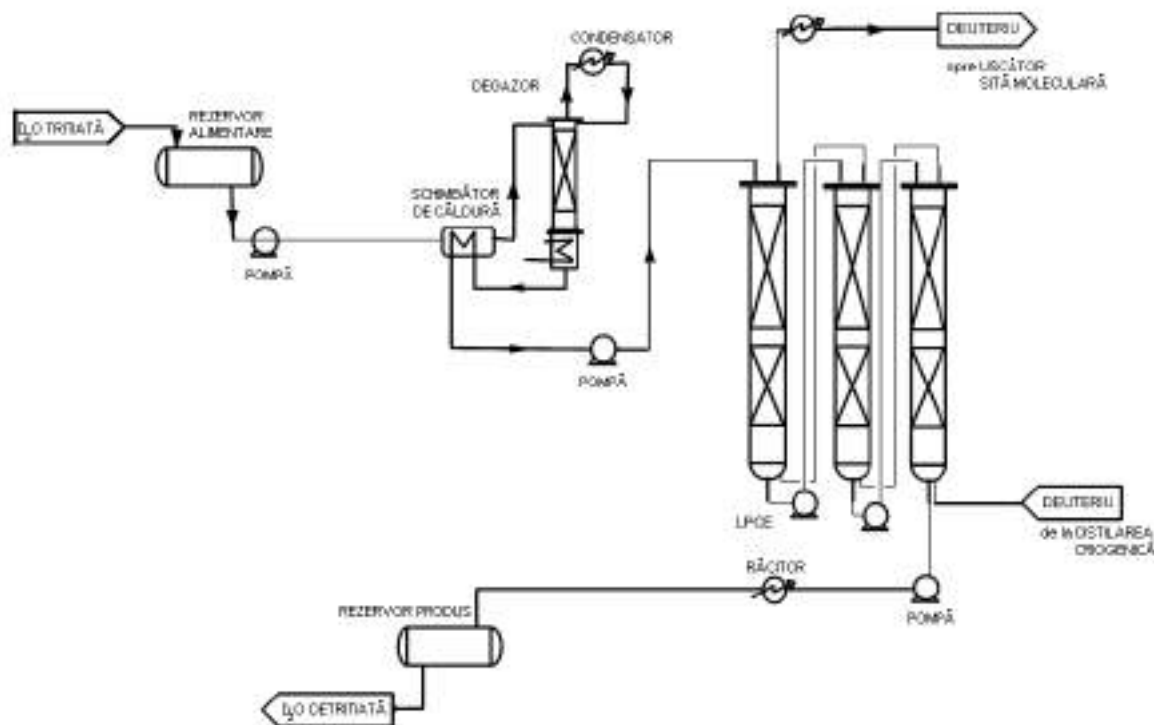 CONDENSATOR
DEUTERIU
spre USCĂTOR
SITĂ MOLECULARĂ
DEGAZOR
D₂O TRITIATĂ
REZERVOR
ALIMENTARE
SCHIMBĂTOR
DE CĂLDURĂ
POMPĂ
POMPĂ
LPCE
DEUTERIU
de la DISTILAREA
CRIOGENICĂ
RĂCITOR
REZERVOR PRODUS
POMPĂ
D₂O DETRITIATĂ